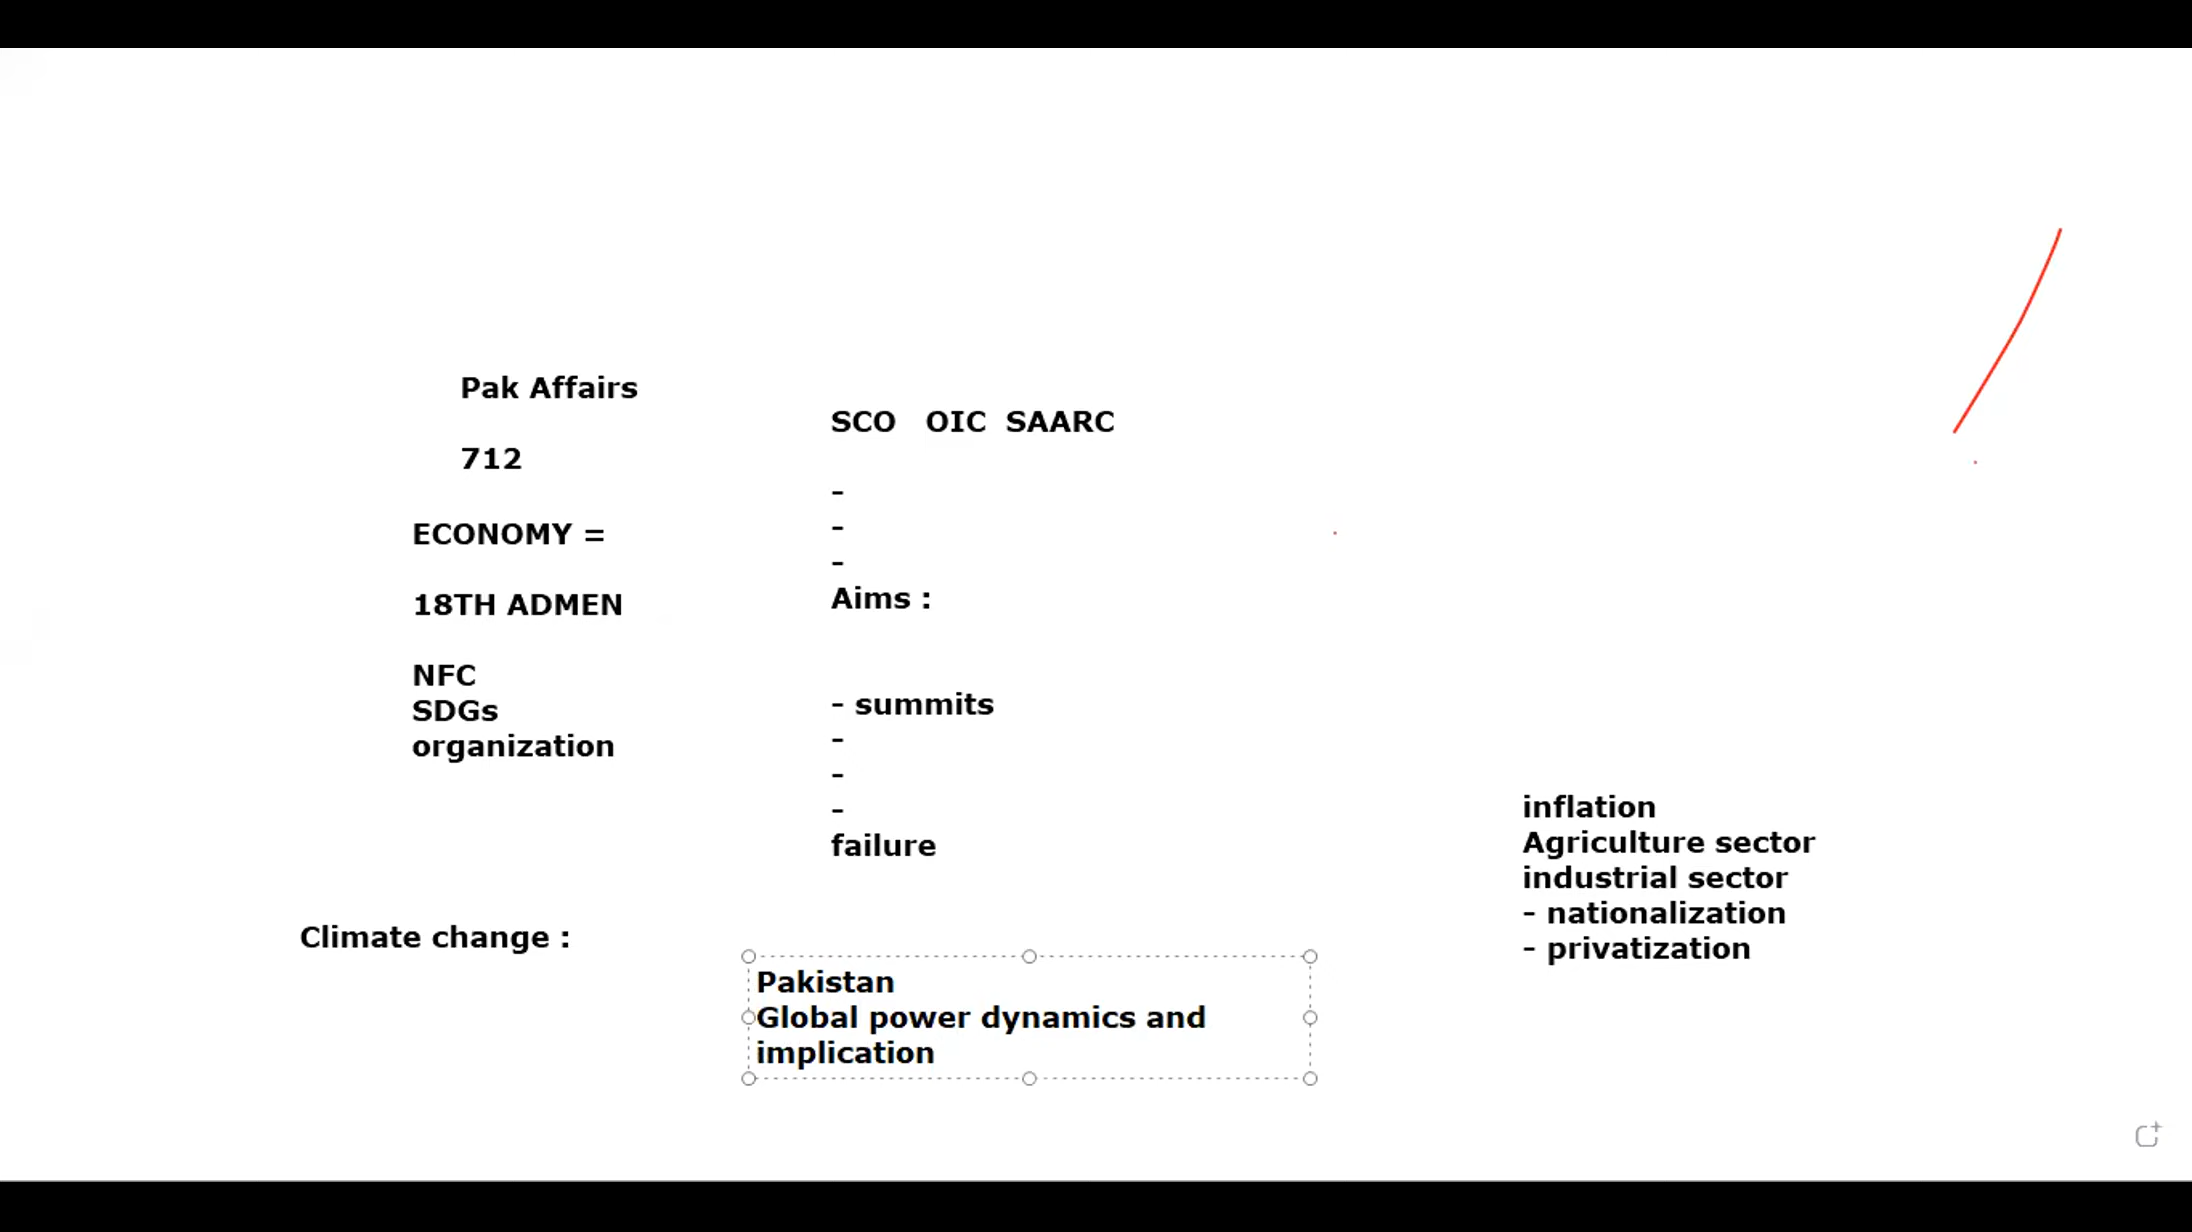 Pak Affairs
712
ECONOMY =
18TH ADMEN
NFC
SDGs
organization
SCO OIC SAARC
-
-
-
Aims :
- summits
-
-
-
failure
Climate change :
Pakistan
Global power dynamics and
implication
inflation
Agriculture sector
industrial sector
- nationalization
- privatization